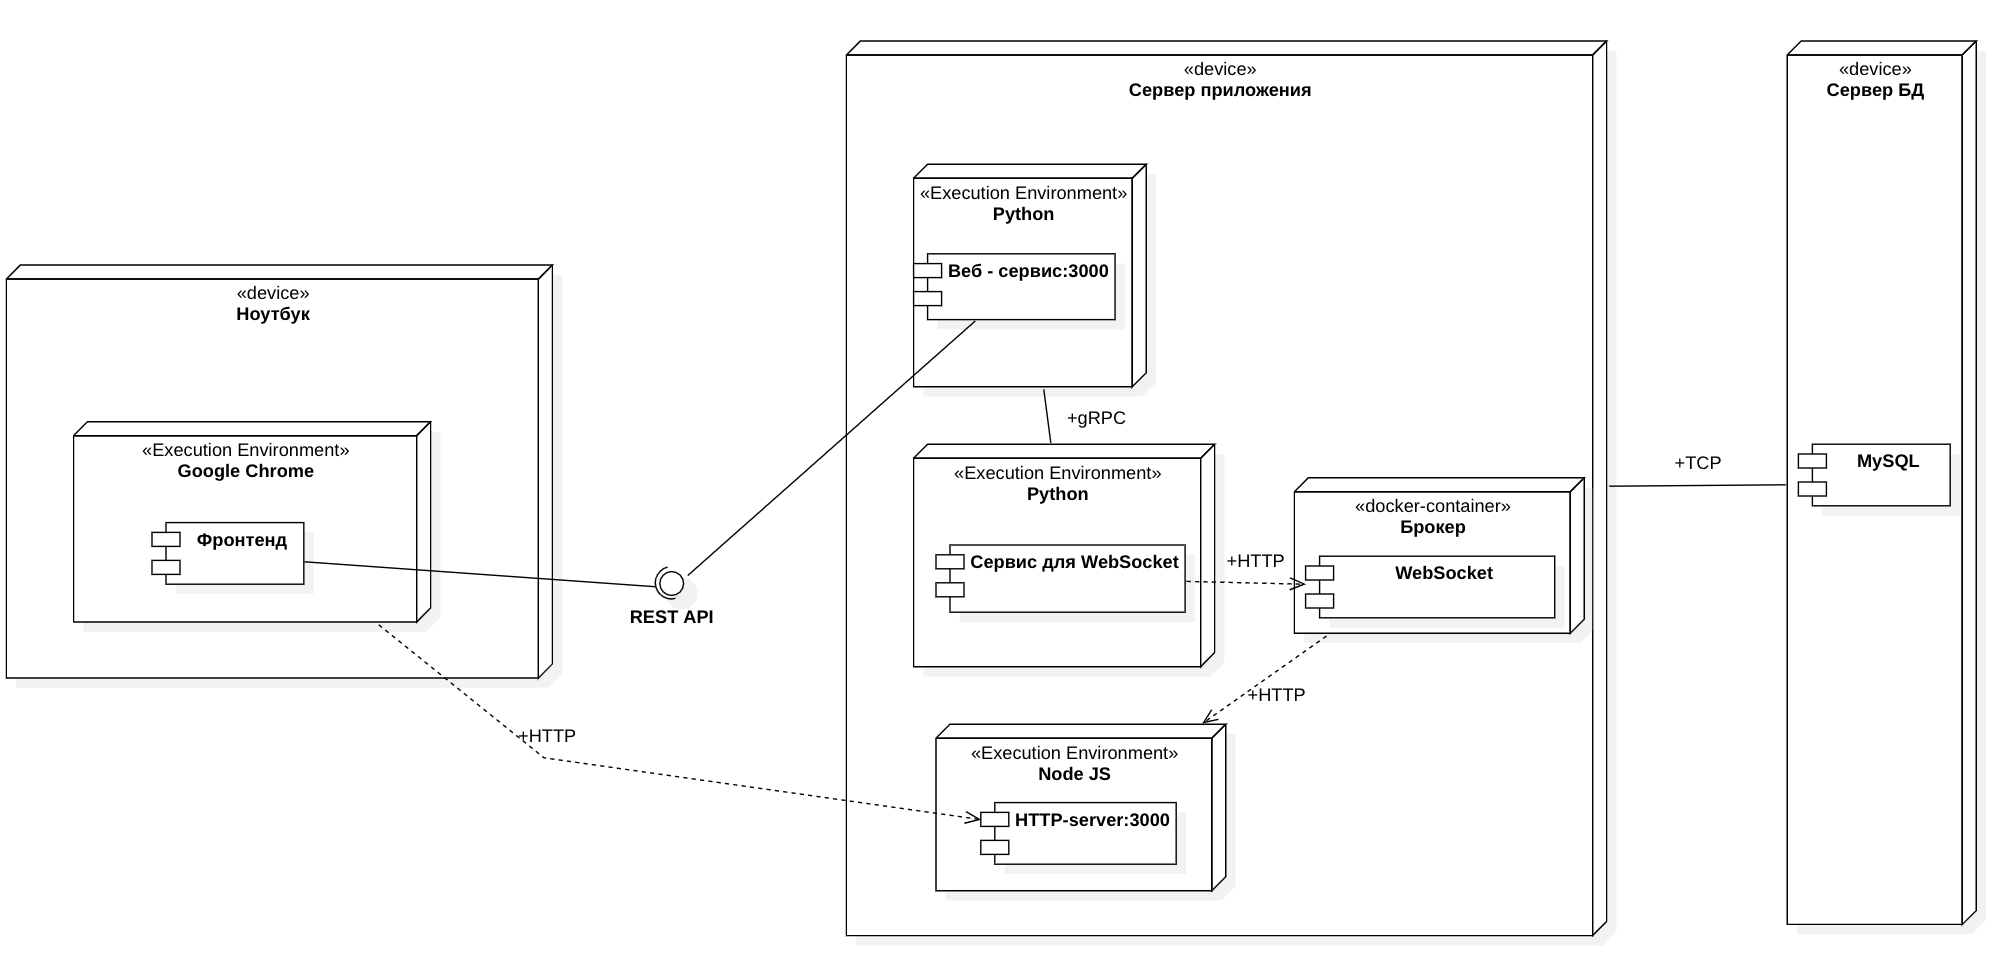 «device»
Ноутбук
«Execution Environment»
Google Chrome
Фронтенд
REST API
+HTTP
«device»
Сервер приложения
«Execution Environment»
Python
Веб - сервис:3000
+gRPC
«Execution Environment»
Python
Сервис для WebSocket
+HTTP
«docker-container»
Брокер
WebSocket
+HTTP
«Execution Environment»
Node JS
HTTP-server:3000
+TCP
«device»
Сервер БД
MySQL